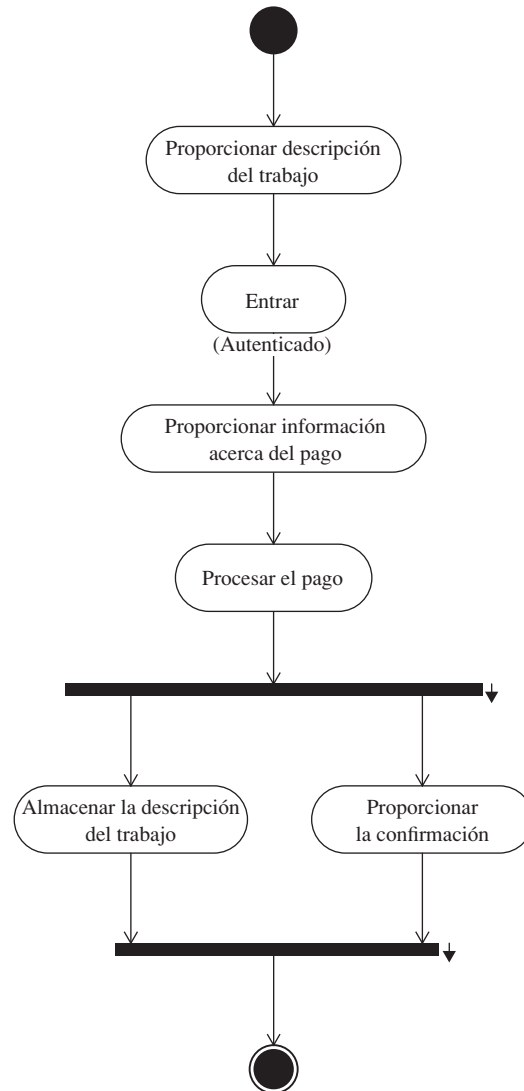 Proporcionar descripción
del trabajo
Entrar
(Autenticado)
Proporcionar información
acerca del pago
Procesar el pago
Almacenar la descripción
del trabajo
Proporcionar
la confirmación